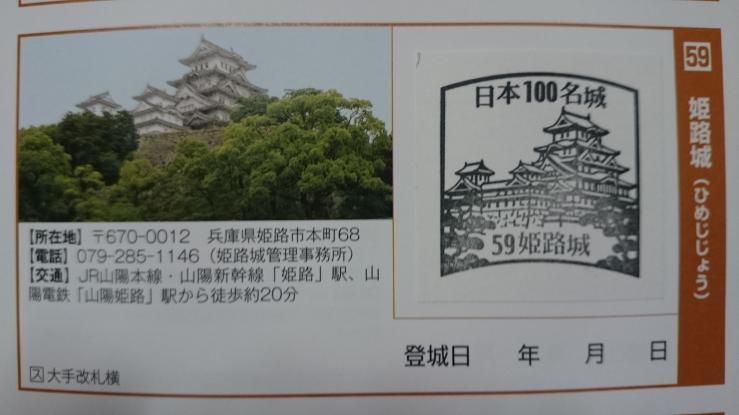 【所在地】〒670-0012 兵庫県姫路市本町68
【電話】079-285-1146(姫路城管理事務所)
【交通】JR山陽本線・山陽新幹線「姫路」駅、山
陽電鉄「山陽姫路」駅から徒歩約20分
ス大手改札横
日本100名城
59姫路城
登城日 年 月 日
59 姫路城(ひめじじょう)